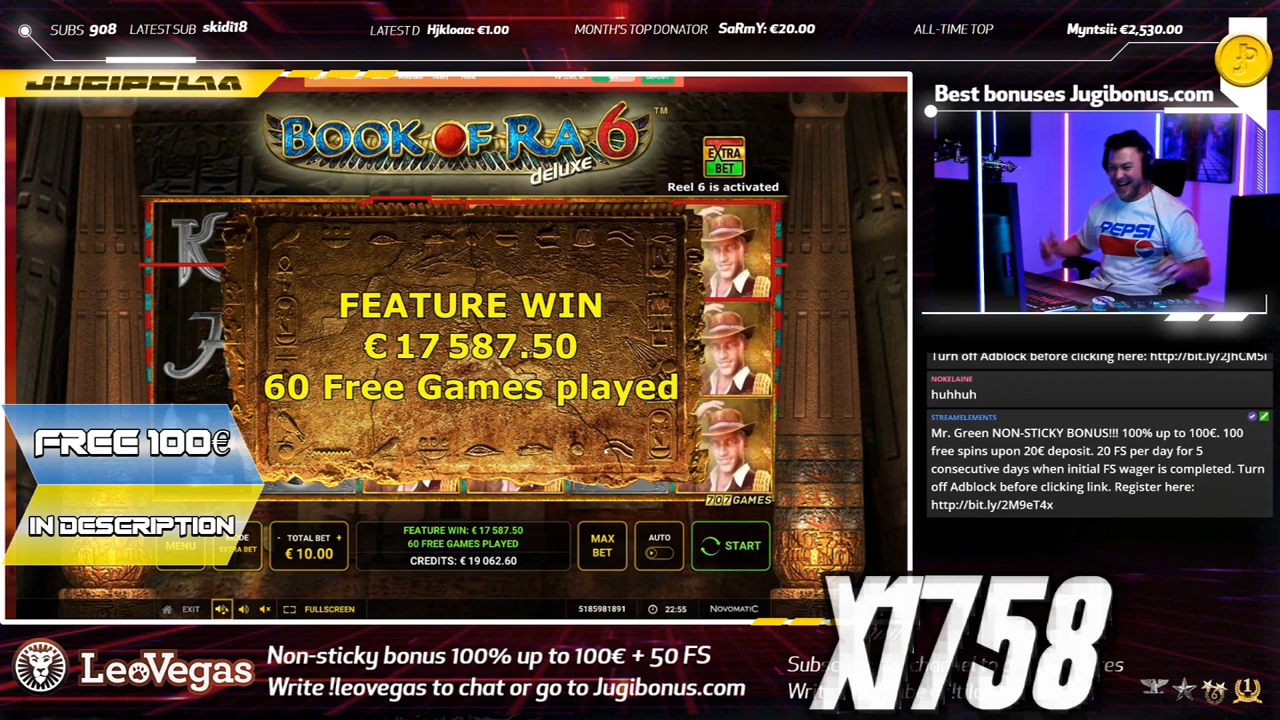 SUBS 908 LATEST SUB skidi18
LATEST D Hjkloaa: €1.00
MONTH'S TOP DONATOR SaRmY: €20.00
ALL-TIME TOP Myntsii: €2,530.00
JUGIPELAA
Best bonuses Jugibonus.com
BOOK OF RA 6
deluxe
TM
EXTRA
BET
Reel 6 is activated
K
J
FEATURE WIN
€ 17 587.50
60 Free Games played
707 GAMES
FREE 100€
IN DESCRIPTION
MENU
EXTRA BET
- TOTAL BET +
€ 10.00
FEATURE WIN: € 17 587.50
60 FREE GAMES PLAYED
CREDITS: € 19 062.60
MAX
BET
AUTO
START
EXIT
FULLSCREEN
5185981891
22:55
NOVOMATIC
PEPSI
Turn off Adblock before clicking here: http://bit.ly/2JhCM5l
NOKELAINE
huhhuh
STREAMELEMENTS
Mr. Green NON-STICKY BONUS!!! 100% up to 100€. 100
free spins upon 20€ deposit. 20 FS per day for 5
consecutive days when initial FS wager is completed. Turn
off Adblock before clicking link. Register here:
http://bit.ly/2M9eT4x
X1758
LeoVegas
Non-sticky bonus 100% up to 100€ + 50 FS
Write !leovegas to chat or go to Jugibonus.com